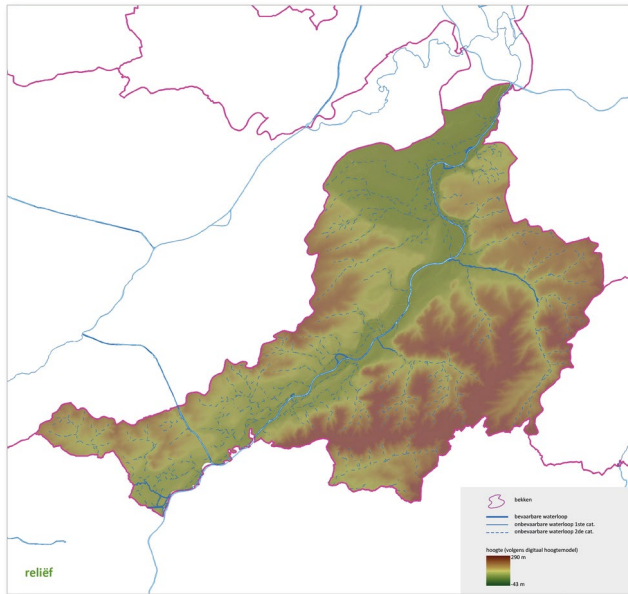 bekken
bevaarbare waterloop
onbevaarbare waterloop 1ste cat.
onbevaarbare waterloop 2de cat.
hoogte (volgens digitaal hoogtemodel)
290 m
-43 m
reliëf